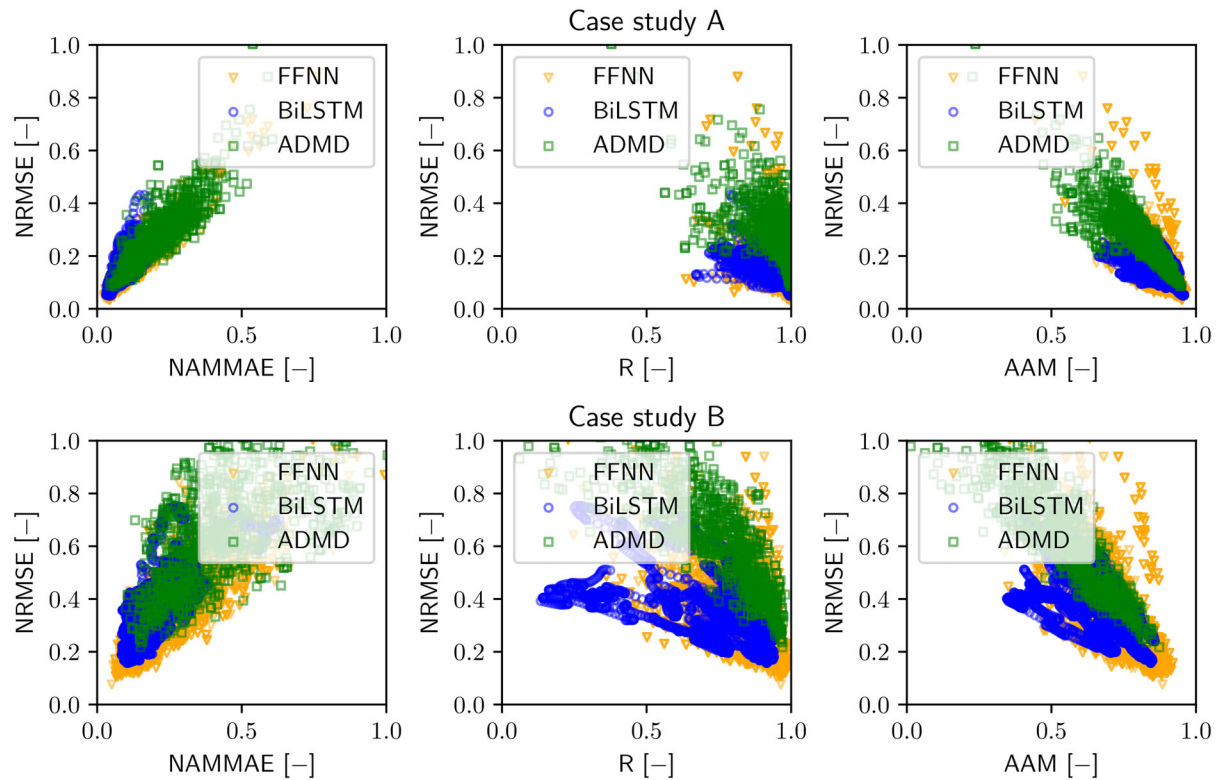 Case study A
1.0
0.8
0.6
0.4
0.2
0.0
NRMSE [−]
FFNN
BiLSTM
ADMD
0.0
0.5
1.0
NAMMAE [−]
1.0
0.8
0.6
0.4
0.2
0.0
NRMSE [−]
FFNN
BiLSTM
ADMD
0.0
0.5
1.0
R [−]
1.0
0.8
0.6
0.4
0.2
0.0
NRMSE [−]
FFNN
BiLSTM
ADMD
0.0
0.5
1.0
AAM [−]
Case study B
1.0
0.8
0.6
0.4
0.2
0.0
NRMSE [−]
FFNN
BiLSTM
ADMD
0.0
0.5
1.0
NAMMAE [−]
1.0
0.8
0.6
0.4
0.2
0.0
NRMSE [−]
FFNN
BiLSTM
ADMD
0.0
0.5
1.0
R [−]
1.0
0.8
0.6
0.4
0.2
0.0
NRMSE [−]
FFNN
BiLSTM
ADMD
0.0
0.5
1.0
AAM [−]